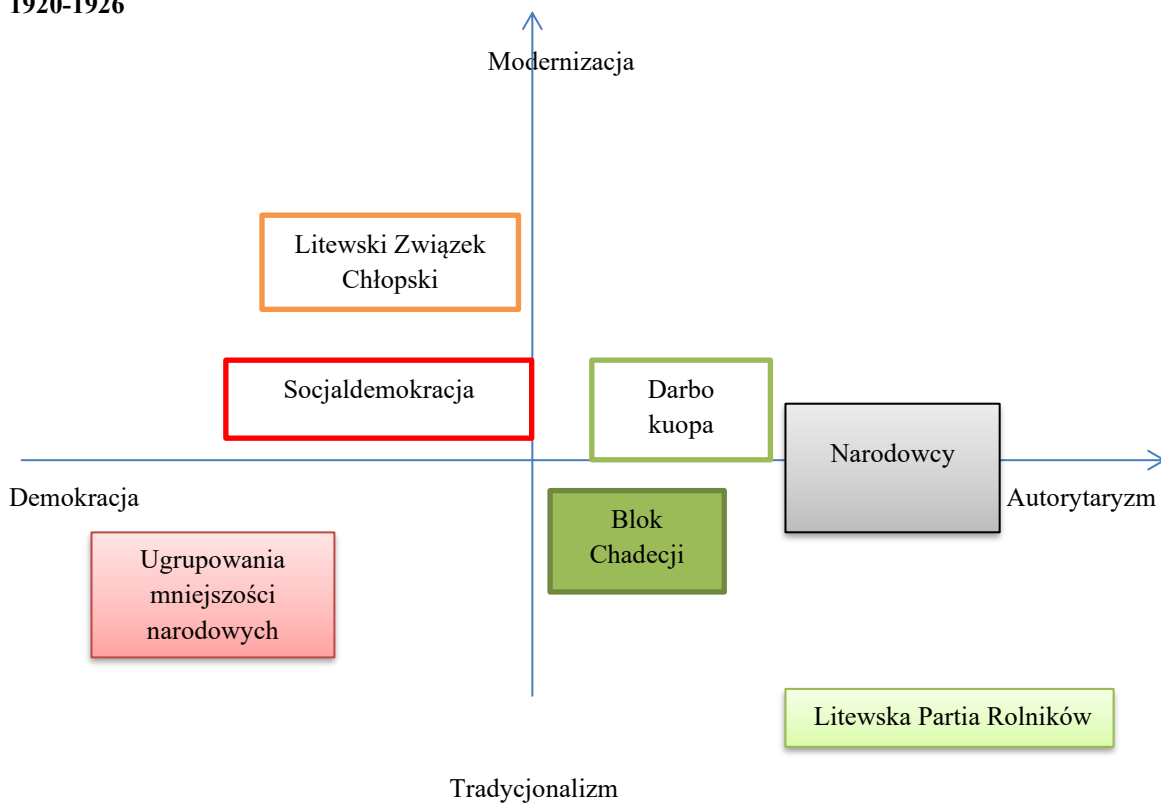 1920-1926
Modernizacja
Litewski Związek
Chłopski
Socjaldemokracja
Darbo
kuopa
Narodowcy
Demokracja
Autorytaryzm
Blok
Chadecji
Ugrupowania
mniejszości
narodowych
Litewska Partia Rolników
Tradycjonalizm